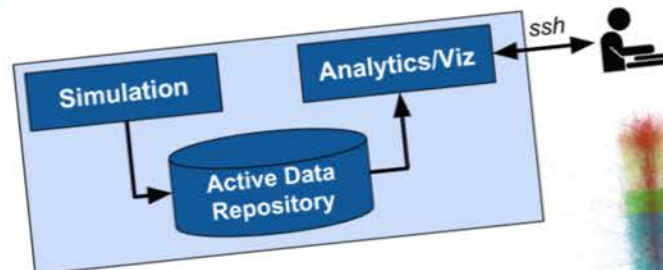 Simulation
Analytics/Viz
ssh
Active Data
Repository